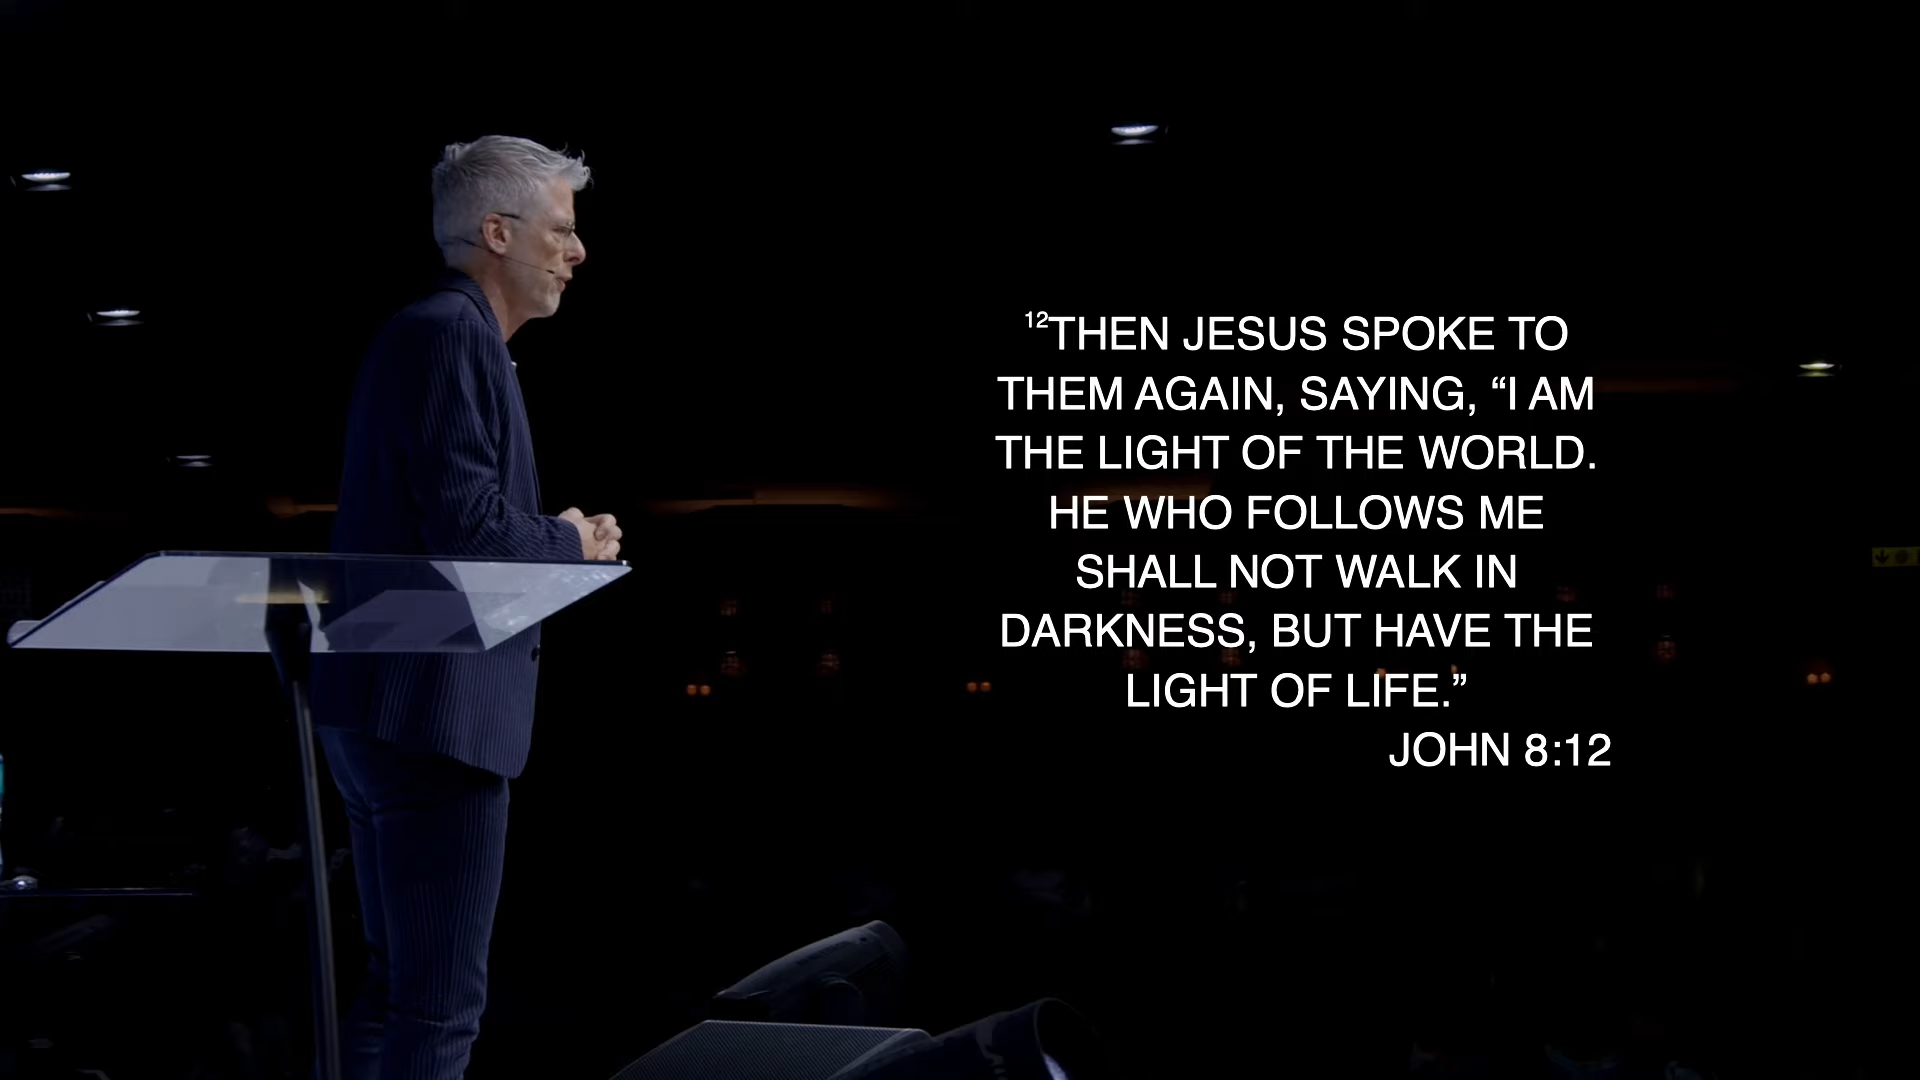 ¹²THEN JESUS SPOKE TO
THEM AGAIN, SAYING, “I AM
THE LIGHT OF THE WORLD.
HE WHO FOLLOWS ME
SHALL NOT WALK IN
DARKNESS, BUT HAVE THE
LIGHT OF LIFE.”
JOHN 8:12